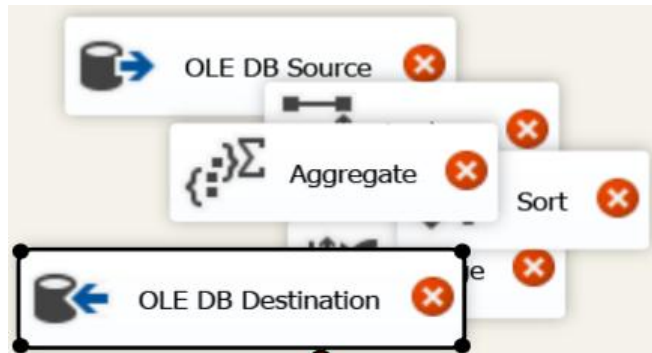 OLE DB Source
Aggregate
Sort
OLE DB Destination